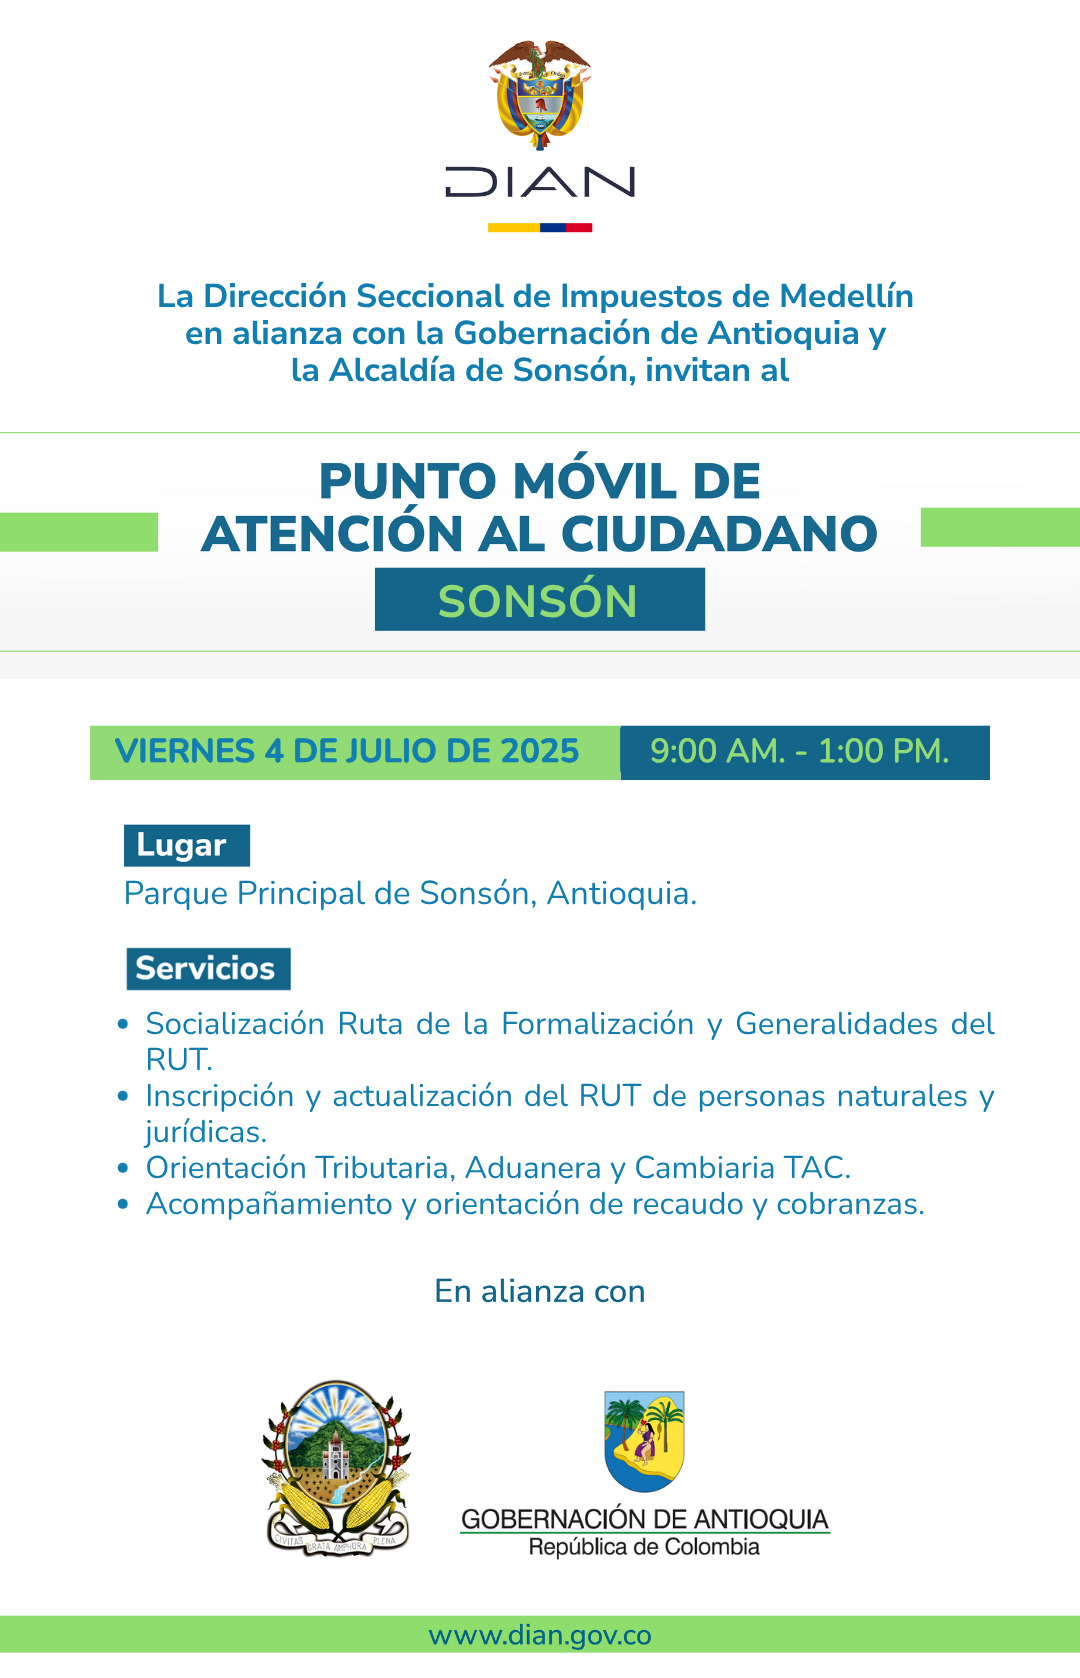 DIAN
La Dirección Seccional de Impuestos de Medellín
en alianza con la Gobernación de Antioquia y
la Alcaldía de Sonsón, invitan al
PUNTO MÓVIL DE
ATENCIÓN AL CIUDADANO
SONSÓN
VIERNES 4 DE JULIO DE 2025 9:00 AM. - 1:00 PM.
Lugar
Parque Principal de Sonsón, Antioquia.
Servicios
• Socialización Ruta de la Formalización y Generalidades del
RUT.
• Inscripción y actualización del RUT de personas naturales y
jurídicas.
• Orientación Tributaria, Aduanera y Cambiaria TAC.
• Acompañamiento y orientación de recaudo y cobranzas.
En alianza con
CIVITAS GRATA AMPHORA PLENA
GOBERNACIÓN DE ANTIOQUIA
República de Colombia
www.dian.gov.co